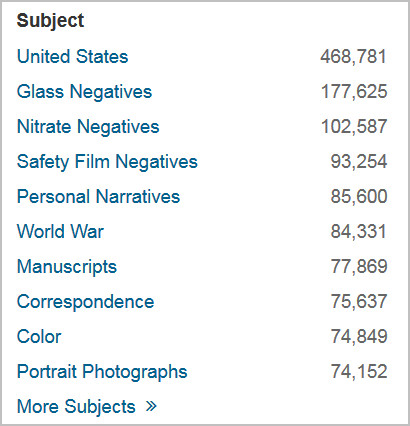 Subject
United States 468,781
Glass Negatives 177,625
Nitrate Negatives 102,587
Safety Film Negatives 93,254
Personal Narratives 85,600
World War 84,331
Manuscripts 77,869
Correspondence 75,637
Color 74,849
Portrait Photographs 74,152
More Subjects »